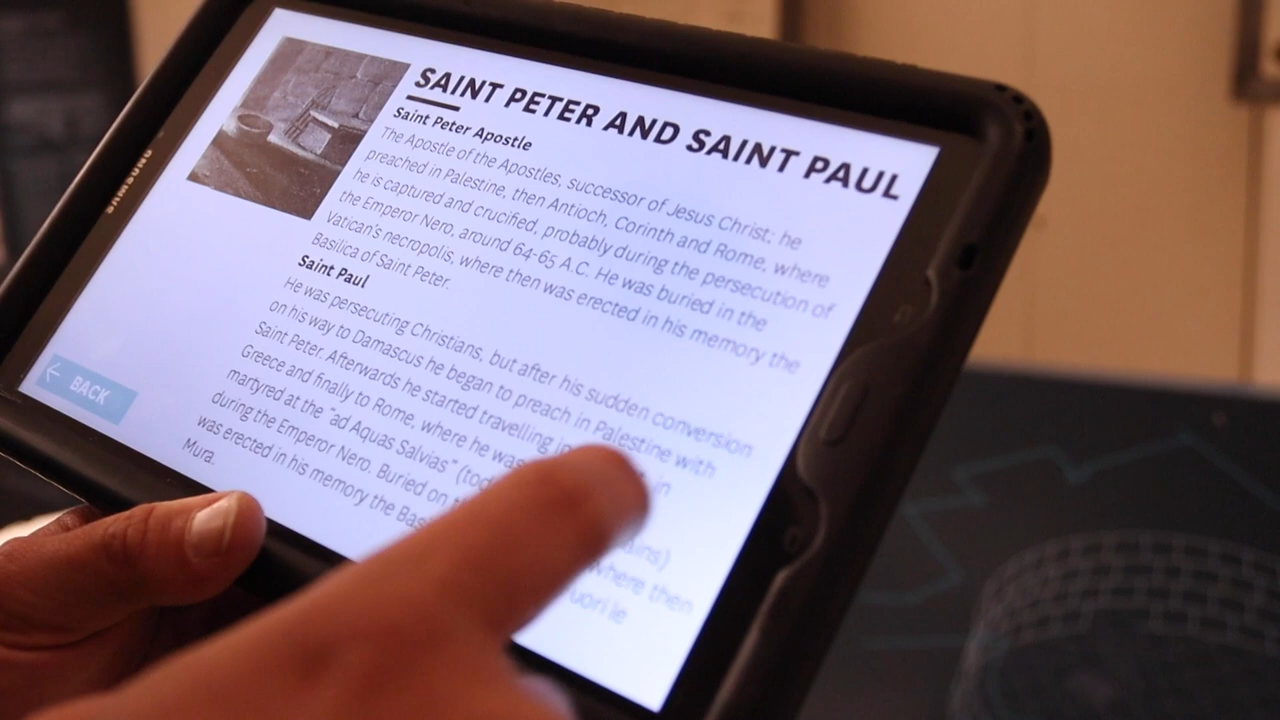 SAMSUNG
SAINT PETER AND SAINT PAUL
Saint Peter Apostle
The Apostle of the Apostles, successor of Jesus Christ: he
preached in Palestine, then Antioch, Corinth and Rome, where
he is captured and crucified, probably during the persecution of
the Emperor Nero, around 64-65 A.C. He was buried in the
Vatican's necropolis, where then was erected in his memory the
Basilica of Saint Peter.
Saint Paul
He was persecuting Christians, but after his sudden conversion
on his way to Damascus he began to preach in Palestine with
Saint Peter. Afterwards he started travelling in
Greece and finally to Rome, where he was
martyred at the "ad Aquas Salvias"
during the Emperor Nero. Buried on where then
was erected in his memory the uori le
Mura.
BACK